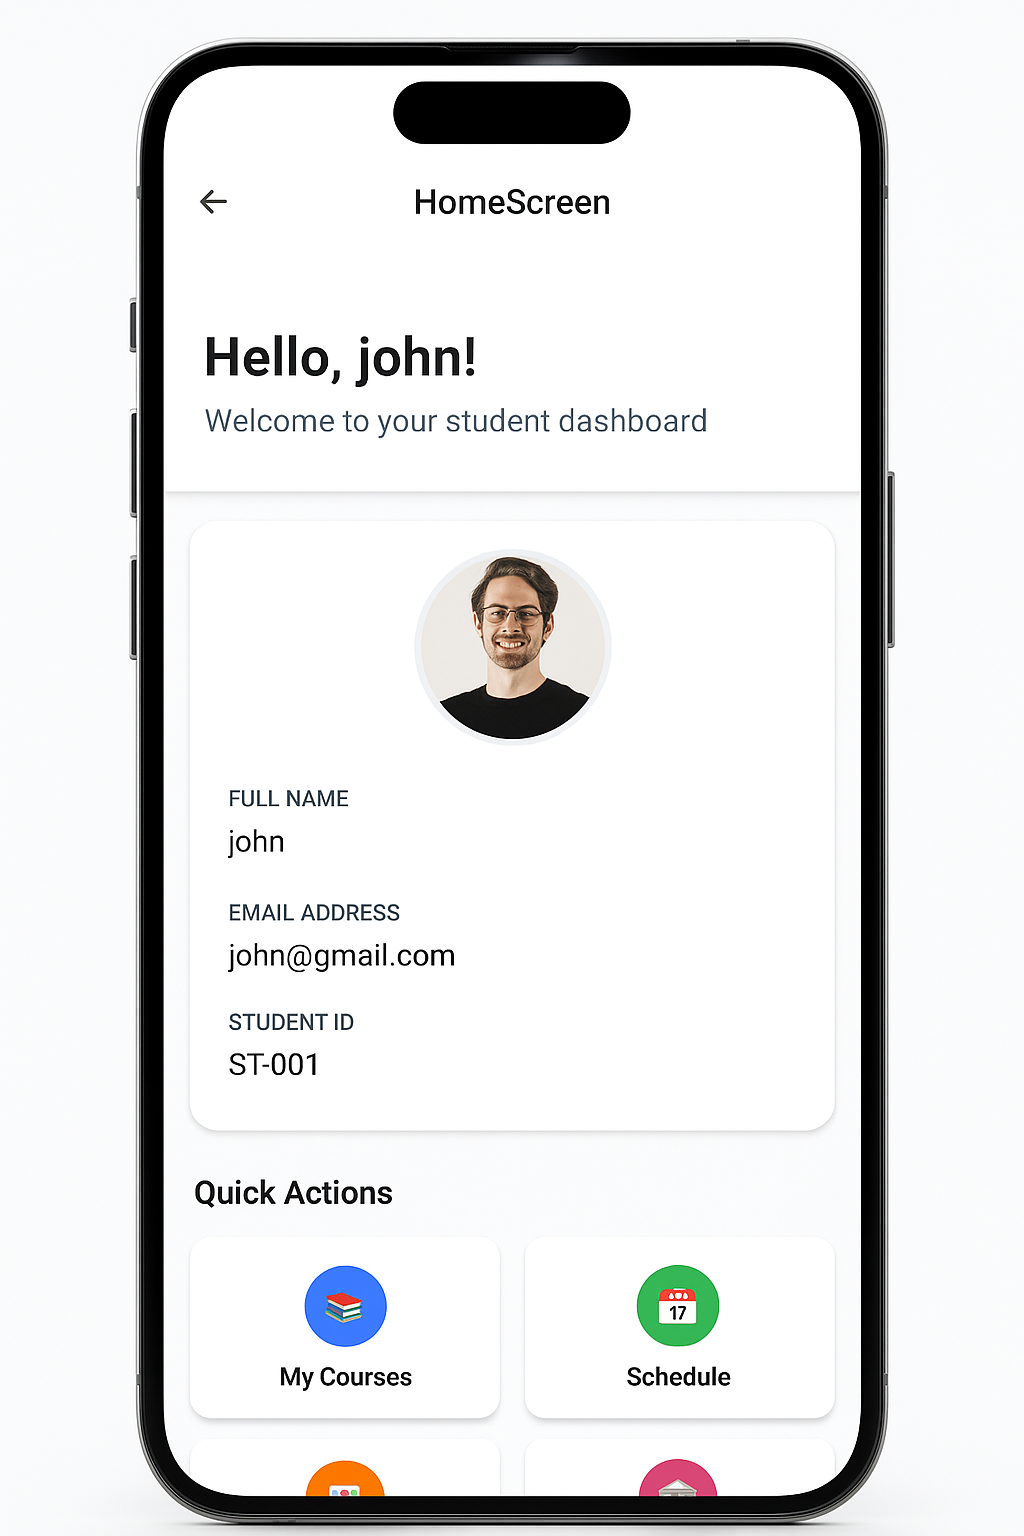 HomeScreen
Hello, john!
Welcome to your student dashboard
FULL NAME
john
EMAIL ADDRESS
john@gmail.com
STUDENT ID
ST-001
Quick Actions
17
My Courses
Schedule